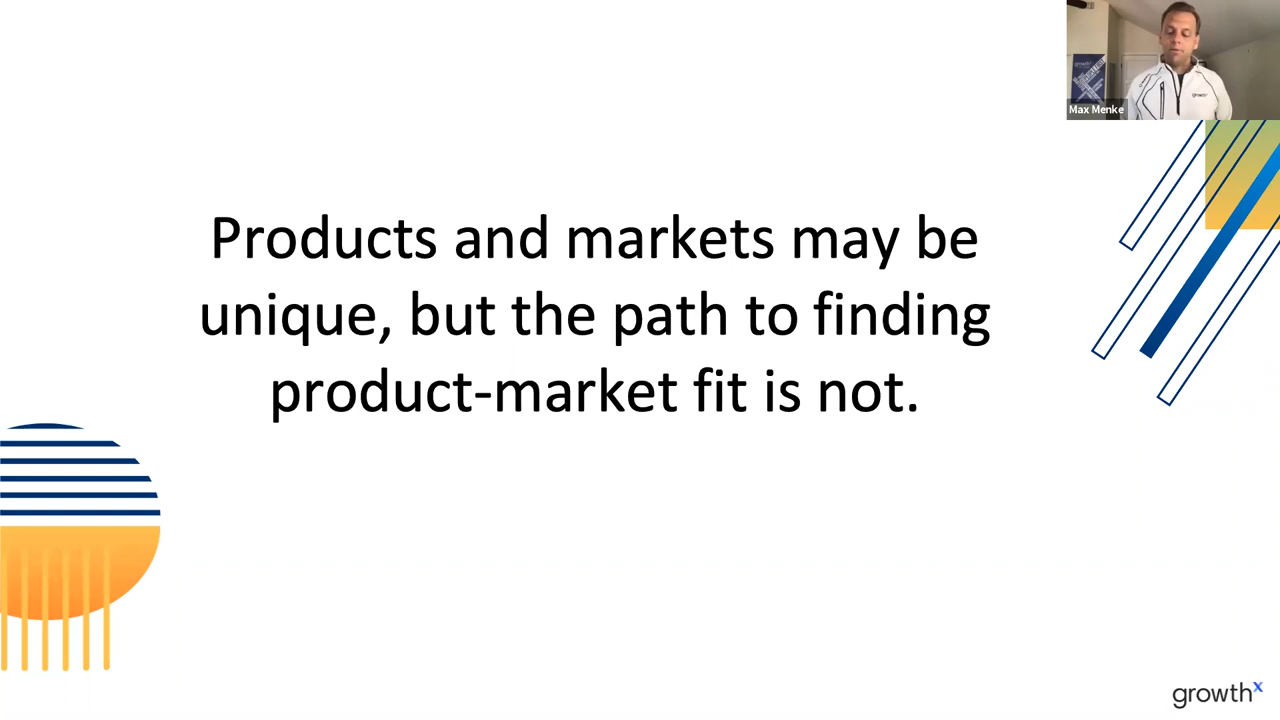 Max Menke
Products and markets may be
unique, but the path to finding
product-market fit is not.
growthx